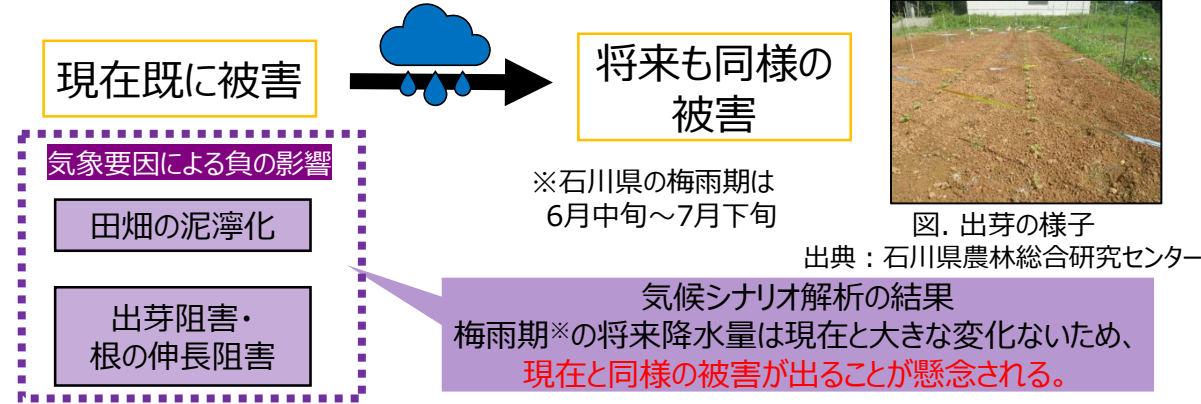 現在既に被害
将来も同様の
被害
気象要因による負の影響
田畑の泥濘化
出芽阻害・
根の伸長阻害
※石川県の梅雨期は
6月中旬～7月下旬
図. 出芽の様子
出典：石川県農林総合研究センター
気候シナリオ解析の結果
梅雨期※の将来降水量は現在と大きな変化ないため、
現在と同様の被害が出ることが懸念される。